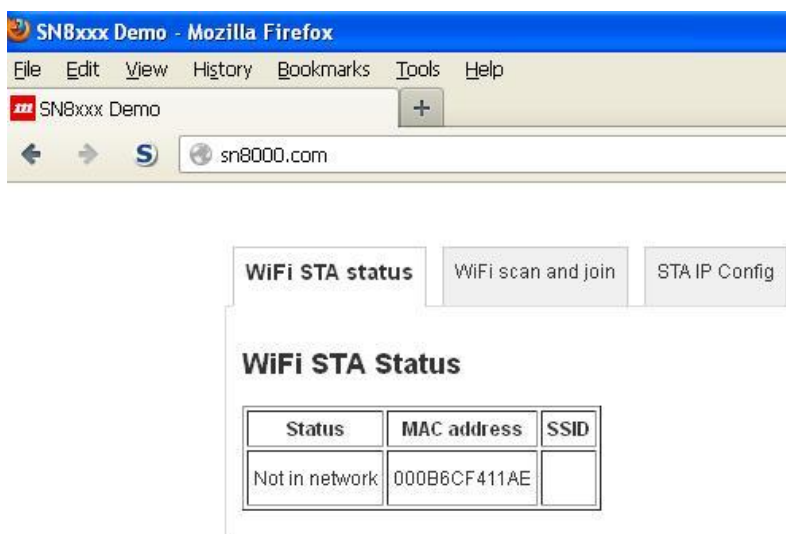 SN8xxx Demo - Mozilla Firefox
File Edit View History Bookmarks Tools Help
m SN8xxx Demo +
S sn8000.com
WiFi STA status WiFi scan and join STA IP Config
WiFi STA Status
Status MAC address SSID
Not in network 000B6CF411AE